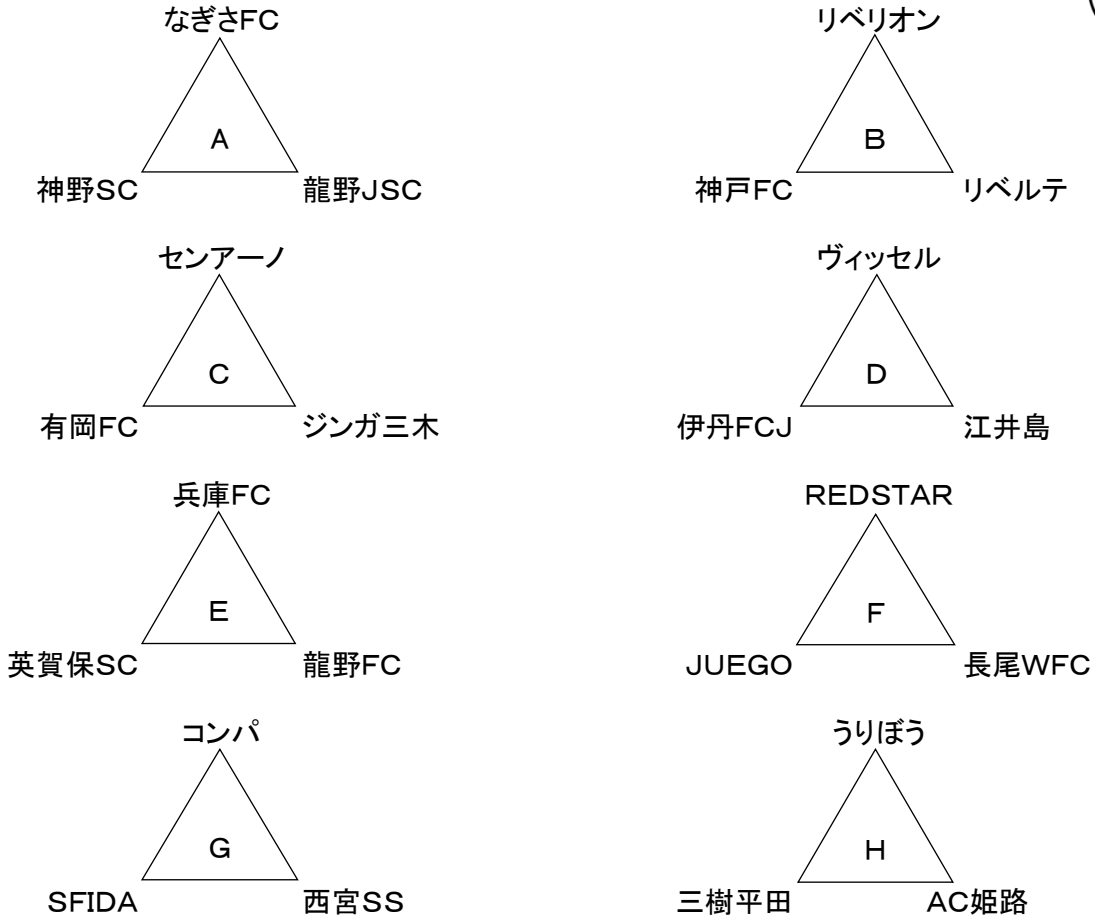 なぎさFC
A
神野SC 龍野JSC
リベリオン
B
神戸FC リベルテ
センアーノ
C
有岡FC ジンガ三木
ヴィッセル
D
伊丹FCJ 江井島
兵庫FC
E
英賀保SC 龍野FC
REDSTAR
F
JUEGO 長尾WFC
コンパ
G
SFIDA 西宮SS
うりぼう
H
三樹平田 AC姫路